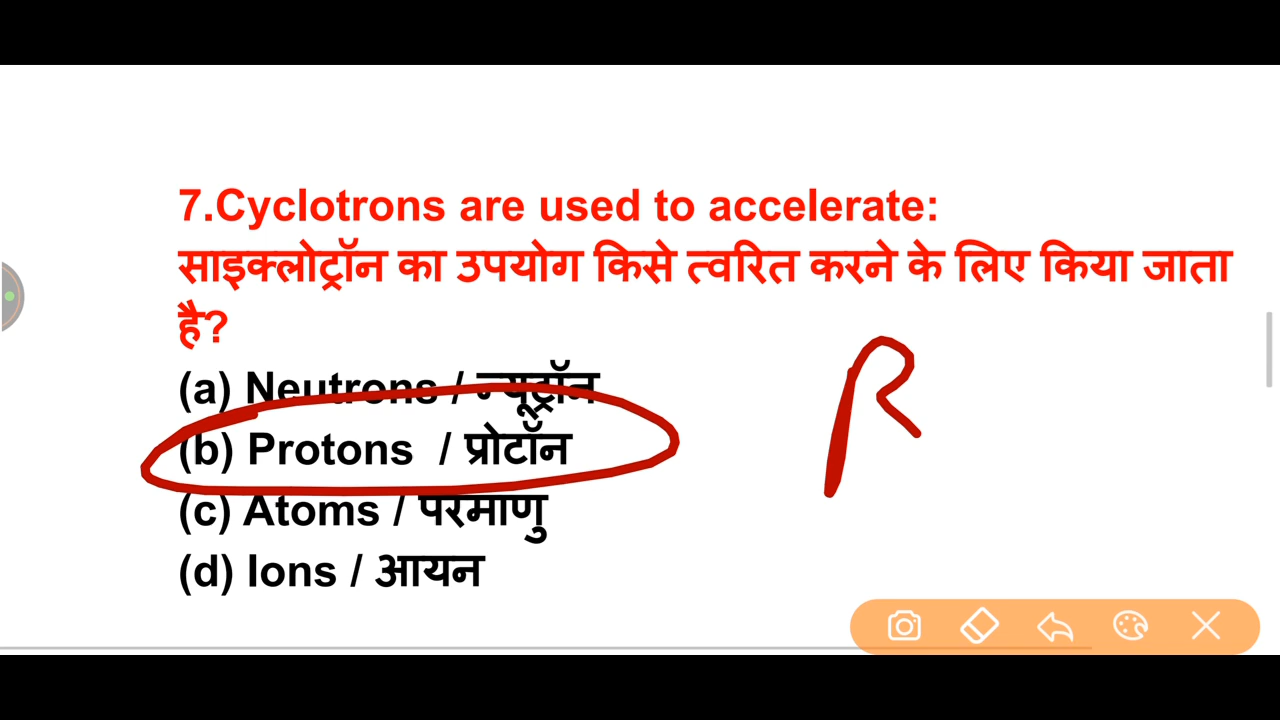 7.Cyclotrons are used to accelerate:
साइक्लोट्रॉन का उपयोग किसे त्वरित करने के लिए किया जाता
है?
(a) Neutrons / न्यूट्रॉन
(b) Protons / प्रोटॉन
(c) Atoms / परमाणु
(d) Ions / आयन